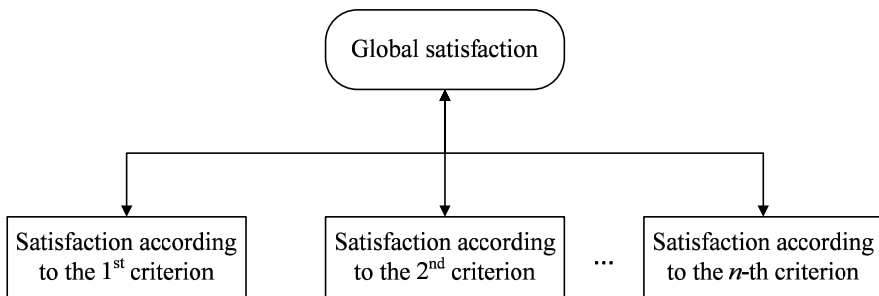 Global satisfaction
Satisfaction according
to the 1st criterion
Satisfaction according
to the 2nd criterion
...
Satisfaction according
to the n-th criterion